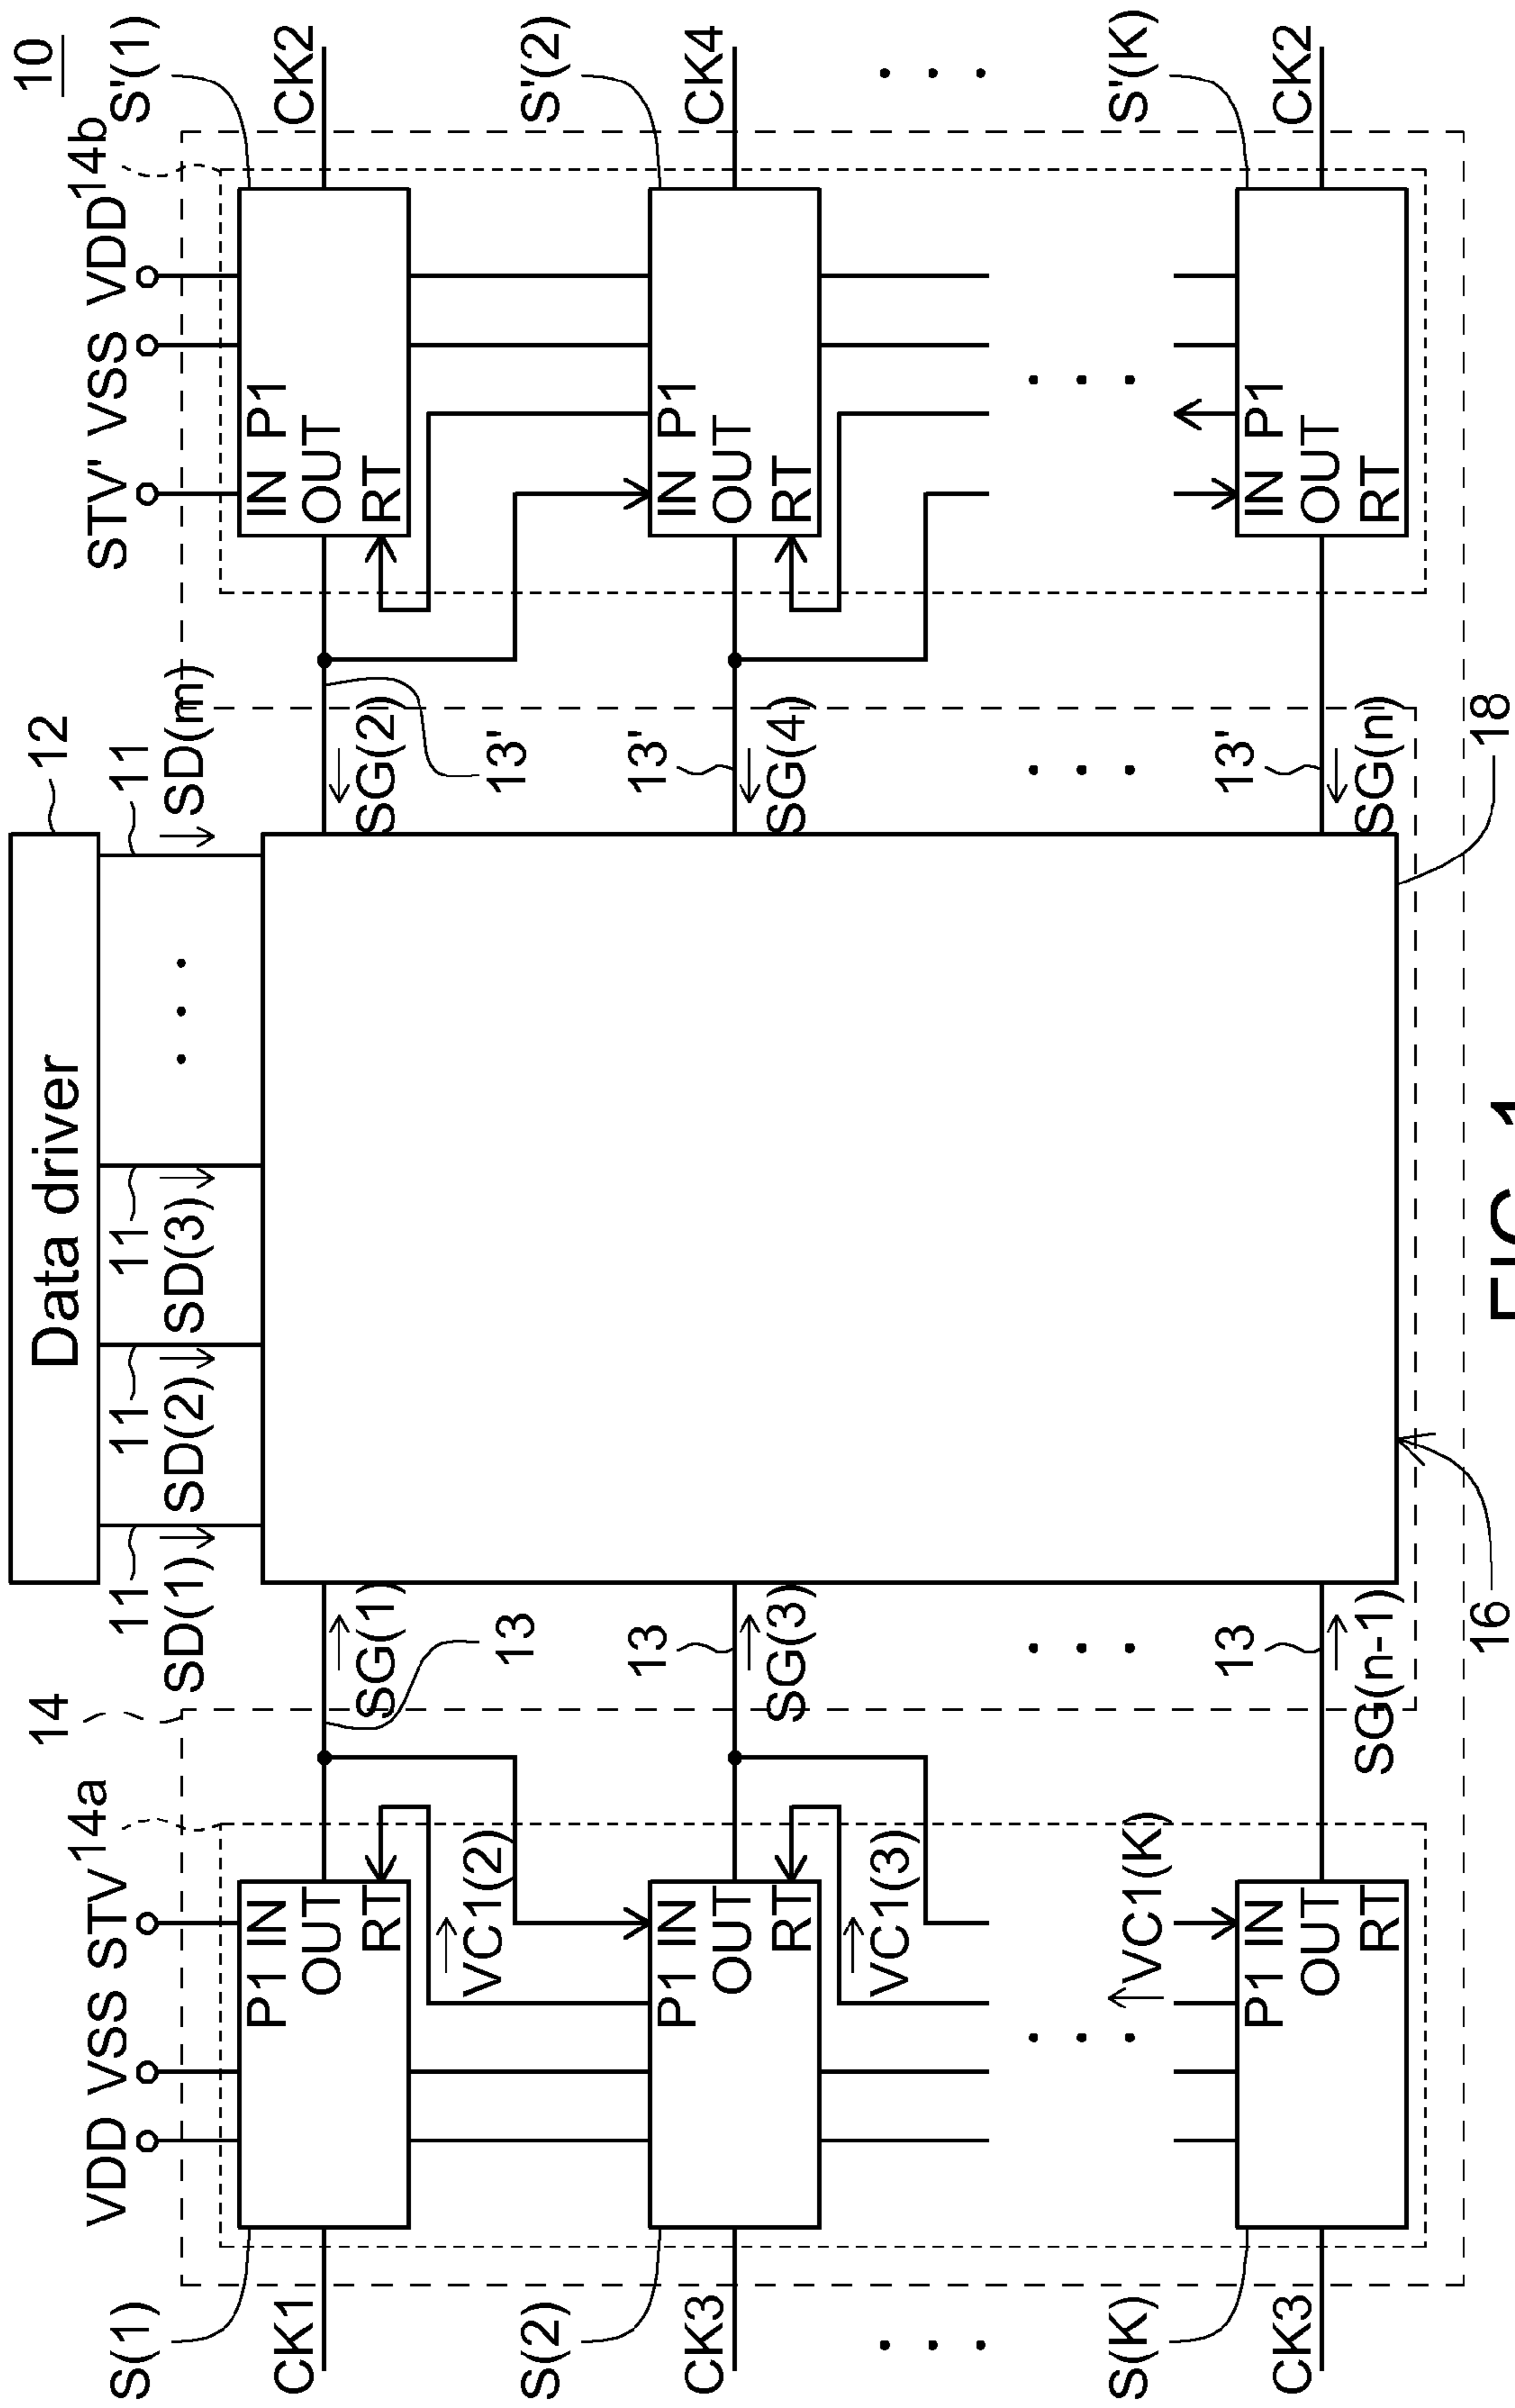 10
Data driver
12
14
11
11
11
11
SD(1)
SD(2)
SD(3)
SD(m)
VDD VSS STV
14a
STV' VSS VDD
14b
S(1)
CK1
P1 IN
OUT
RT
SG(1)
13
SG(2)
13'
IN P1
OUT
RT
S'(1)
CK2
VC1(2)
S(2)
CK3
P1 IN
OUT
RT
13
SG(3)
13'
SG(4)
IN P1
OUT
RT
S'(2)
CK4
VC1(3)
VC1(K)
S(K)
CK3
P1 IN
OUT
RT
13
SG(n-1)
13'
SG(n)
IN P1
OUT
RT
S'(K)
CK2
16
18